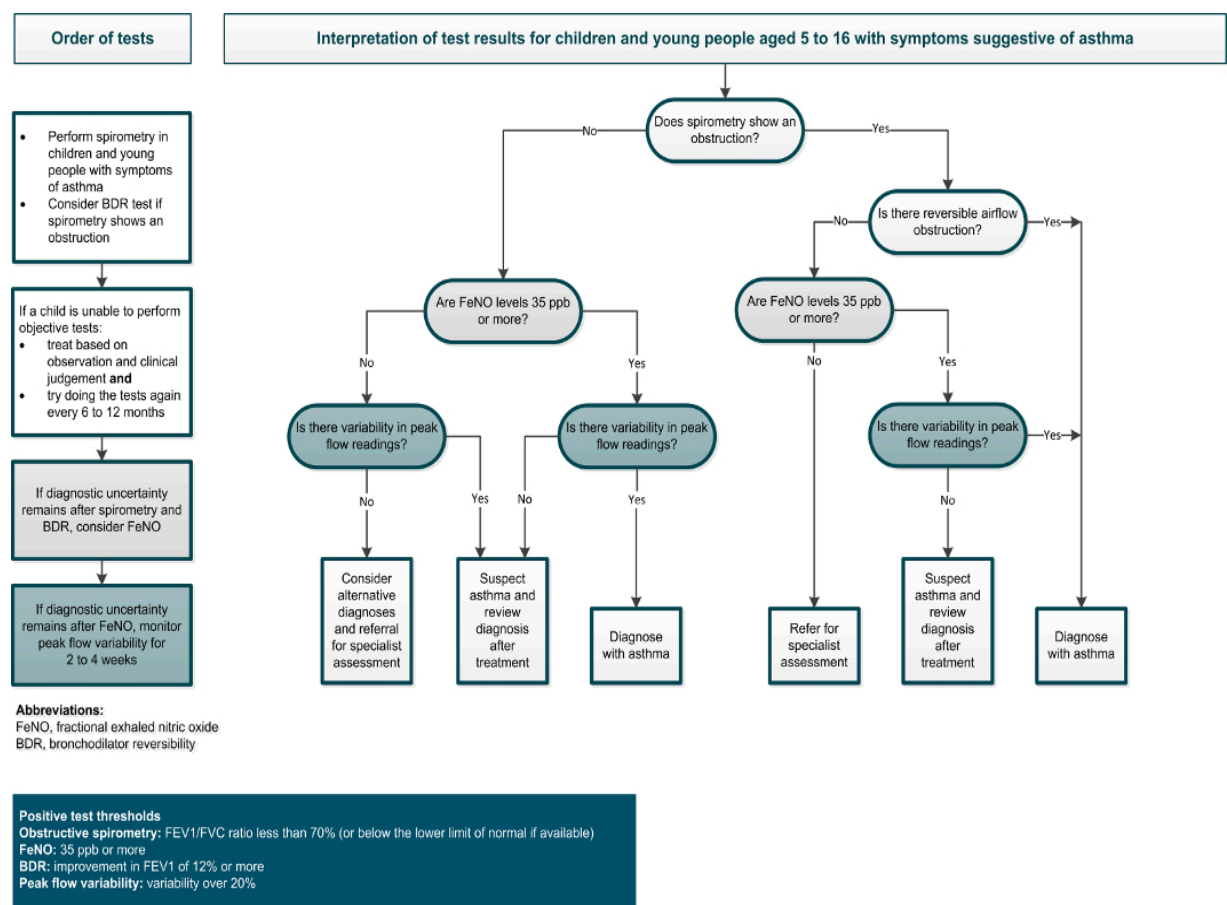 Order of tests
Interpretation of test results for children and young people aged 5 to 16 with symptoms suggestive of asthma
• Perform spirometry in
children and young
people with symptoms
of asthma
• Consider BDR test if
spirometry shows an
obstruction
If a child is unable to perform
objective tests:
• treat based on
observation and clinical
judgement and
• try doing the tests again
every 6 to 12 months
If diagnostic uncertainty
remains after spirometry and
BDR, consider FeNO
If diagnostic uncertainty
remains after FeNO, monitor
peak flow variability for
2 to 4 weeks
Abbreviations:
FeNO, fractional exhaled nitric oxide
BDR, bronchodilator reversibility
Does spirometry show an
obstruction?
No
Yes
Is there reversible airflow
obstruction?
No
Yes
Are FeNO levels 35 ppb
or more?
No
Yes
Are FeNO levels 35 ppb
or more?
No
Yes
Is there variability in peak
flow readings?
No
Yes
Is there variability in peak
flow readings?
No
Yes
Is there variability in peak
flow readings?
Yes
No
Consider
alternative
diagnoses
and referral
for specialist
assessment
Suspect
asthma and
review
diagnosis
after
treatment
Diagnose
with asthma
Refer for
specialist
assessment
Suspect
asthma and
review
diagnosis
after
treatment
Diagnose
with asthma
Positive test thresholds
Obstructive spirometry: FEV1/FVC ratio less than 70% (or below the lower limit of normal if available)
FeNO: 35 ppb or more
BDR: improvement in FEV1 of 12% or more
Peak flow variability: variability over 20%